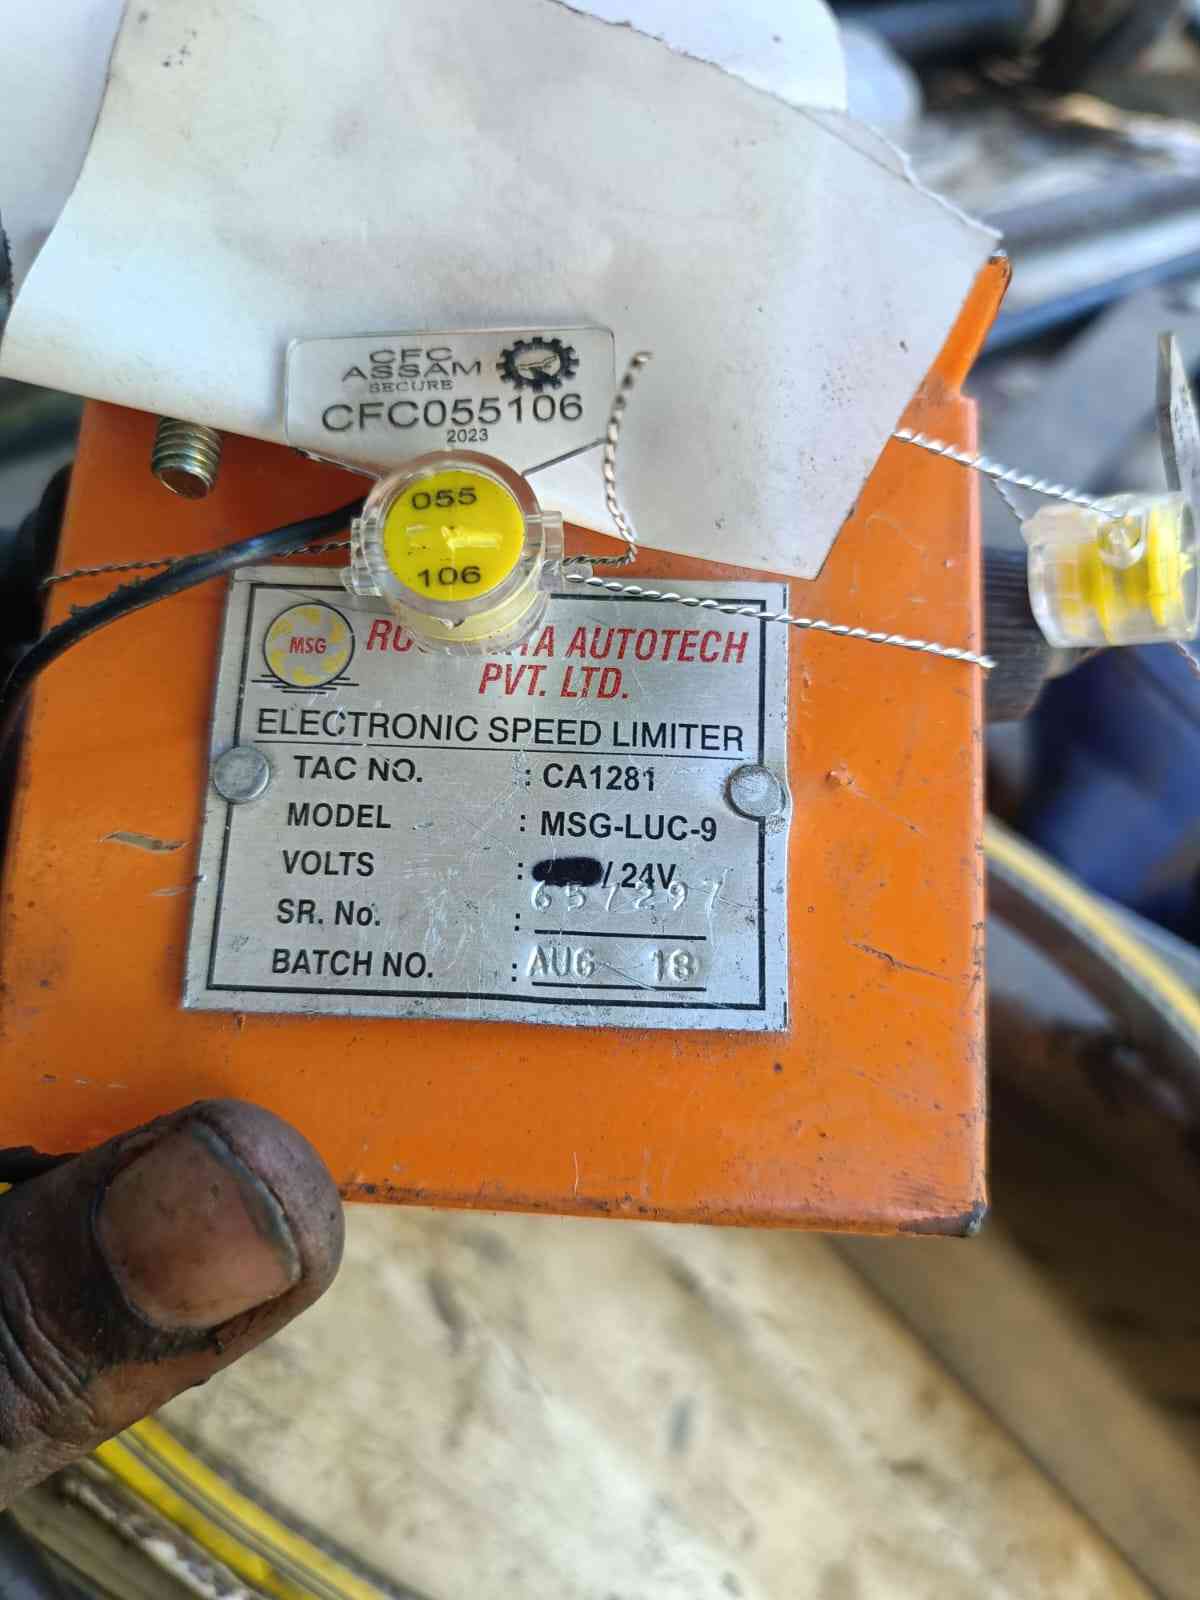 CFC
ASSAM
SECURE
CFC055106
2023
055
106
MSG
AUTOTECH
PVT. LTD.
ELECTRONIC SPEED LIMITER
TAC NO. : CA1281
MODEL : MSG-LUC-9
VOLTS : / 24V
SR. No. :
BATCH NO. : AUG 18